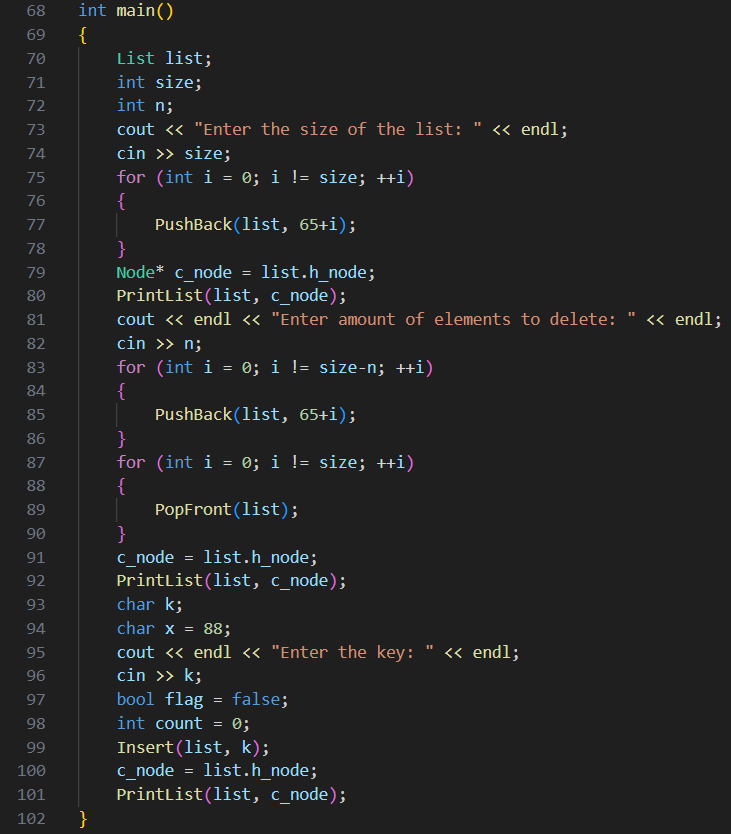 68 int main()
69 {
70     List list;
71     int size;
72     int n;
73     cout << "Enter the size of the list: " << endl;
74     cin >> size;
75     for (int i = 0; i != size; ++i)
76     {
77         PushBack(list, 65+i);
78     }
79     Node* c_node = list.h_node;
80     PrintList(list, c_node);
81     cout << endl << "Enter amount of elements to delete: " << endl;
82     cin >> n;
83     for (int i = 0; i != size-n; ++i)
84     {
85         PushBack(list, 65+i);
86     }
87     for (int i = 0; i != size; ++i)
88     {
89         PopFront(list);
90     }
91     c_node = list.h_node;
92     PrintList(list, c_node);
93     char k;
94     char x = 88;
95     cout << endl << "Enter the key: " << endl;
96     cin >> k;
97     bool flag = false;
98     int count = 0;
99     Insert(list, k);
100     c_node = list.h_node;
101     PrintList(list, c_node);
102 }